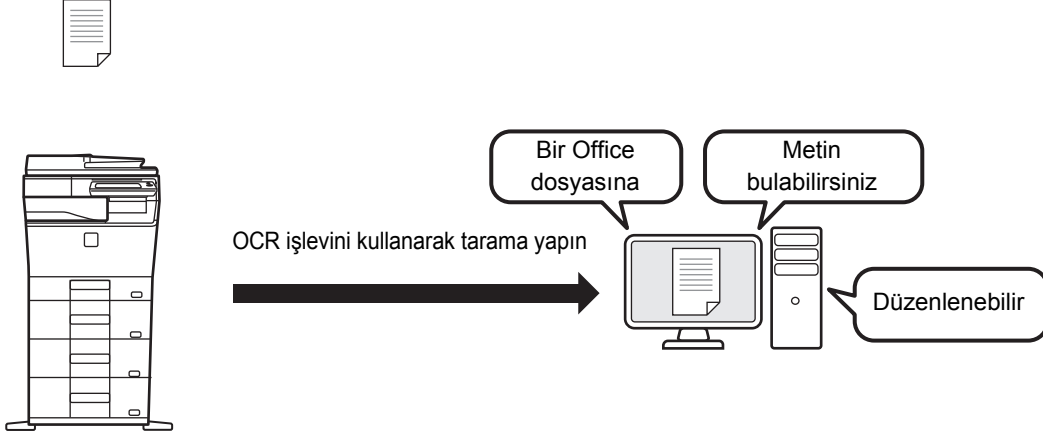 Bir Office
dosyasına
Metin
bulabilirsiniz
OCR işlevini kullanarak tarama yapın
Düzenlenebilir